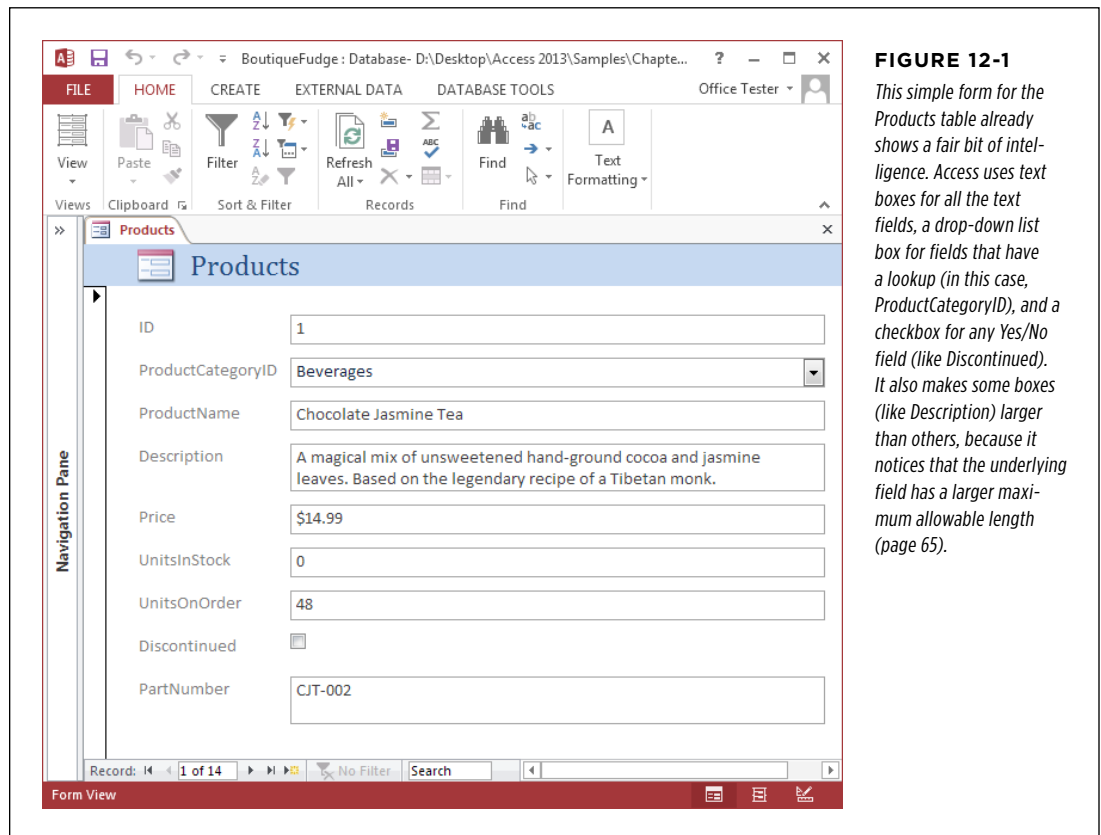 BoutiqueFudge : Database- D:\Desktop\Access 2013\Samples\Chapte... ?
FILE HOME CREATE EXTERNAL DATA DATABASE TOOLS Office Tester
View Paste Filter Refresh All Find ab ac A Text Formatting
A Z Z A A Z Σ ABC
Views Clipboard Sort & Filter Records Find
» Products
Products
Navigation Pane
ID 1
ProductCategoryID Beverages
ProductName Chocolate Jasmine Tea
Description A magical mix of unsweetened hand-ground cocoa and jasmine
leaves. Based on the legendary recipe of a Tibetan monk.
Price $14.99
UnitsInStock 0
UnitsOnOrder 48
Discontinued
PartNumber CJT-002
Record: 1 of 14 No Filter Search
Form View
FIGURE 12-1
This simple form for the
Products table already
shows a fair bit of intel-
ligence. Access uses text
boxes for all the text
fields, a drop-down list
box for fields that have
a lookup (in this case,
ProductCategoryID), and a
checkbox for any Yes/No
field (like Discontinued).
It also makes some boxes
(like Description) larger
than others, because it
notices that the underlying
field has a larger maxi-
mum allowable length
(page 65).